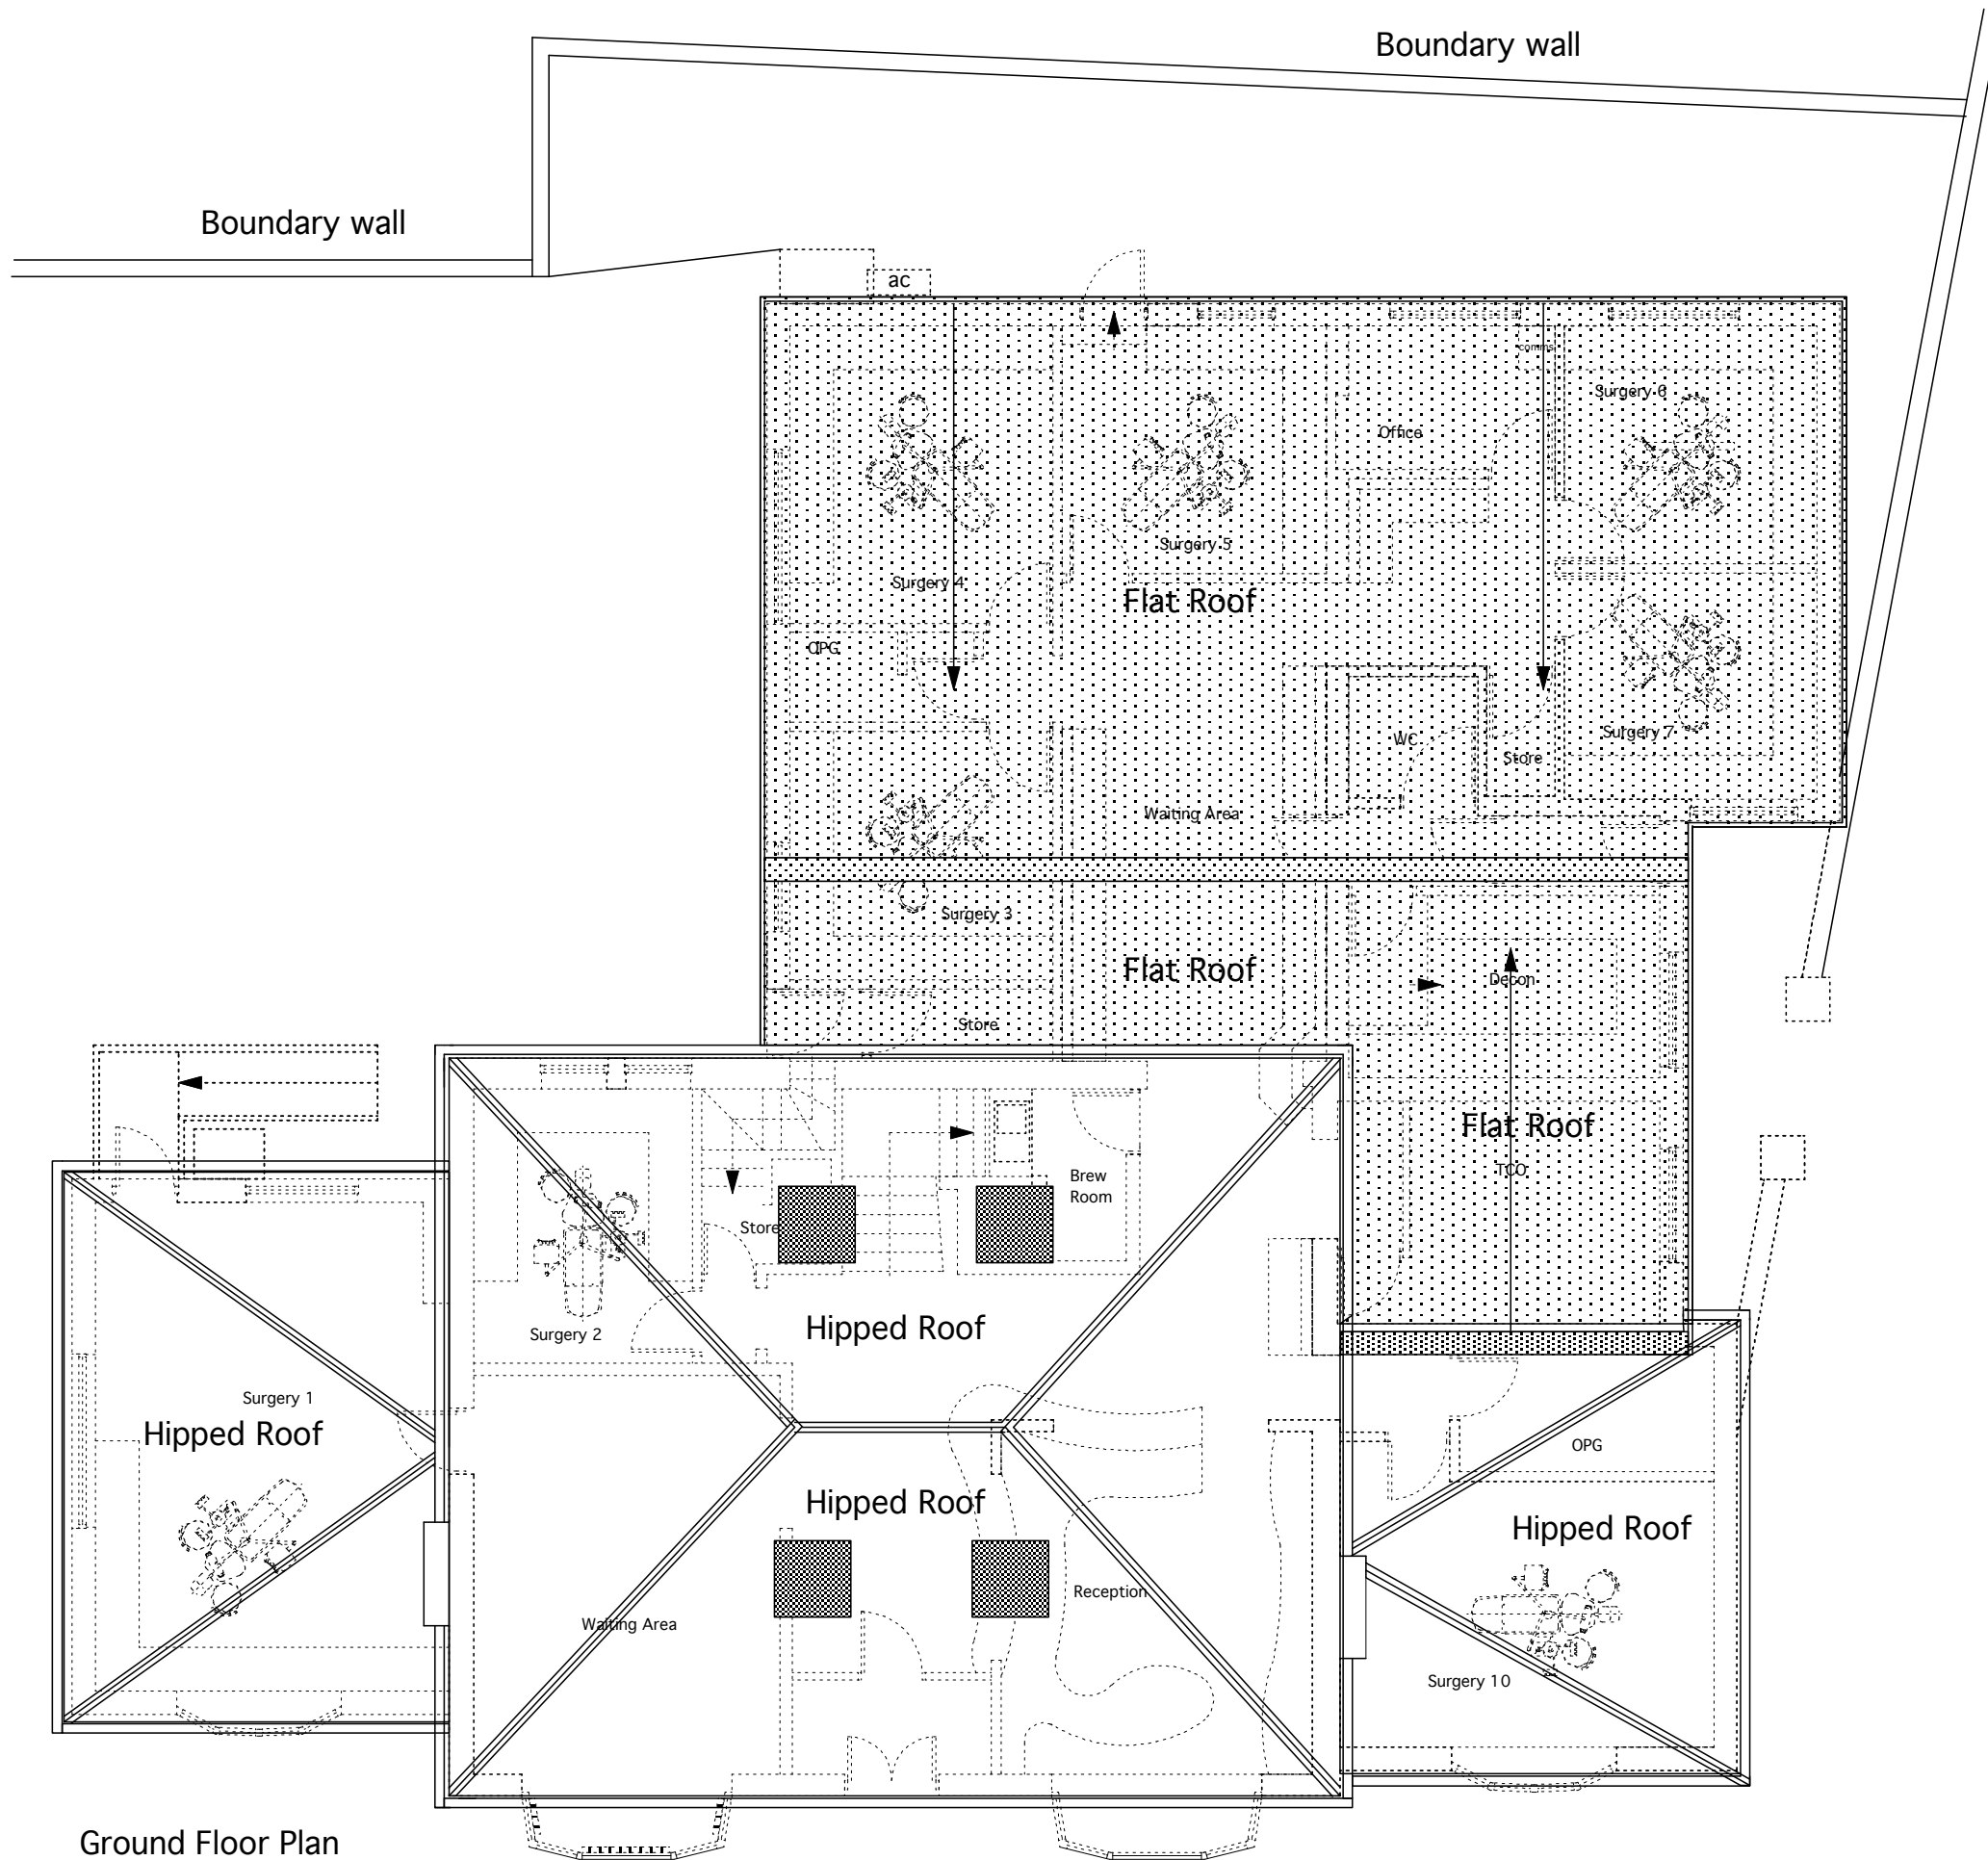 Boundary wall
Boundary wall
ac
comms
Surgery 6
Office
Surgery 5
Surgery 4
Flat Roof
OPG
Surgery 7
WC
Store
Waiting Area
Surgery 3
Flat Roof
Decon
Store
Flat Roof
TCO
Brew
Room
Store
Hipped Roof
Surgery 2
Surgery 1
Hipped Roof
OPG
Hipped Roof
Hipped Roof
Reception
Waiting Area
Surgery 10
Ground Floor Plan